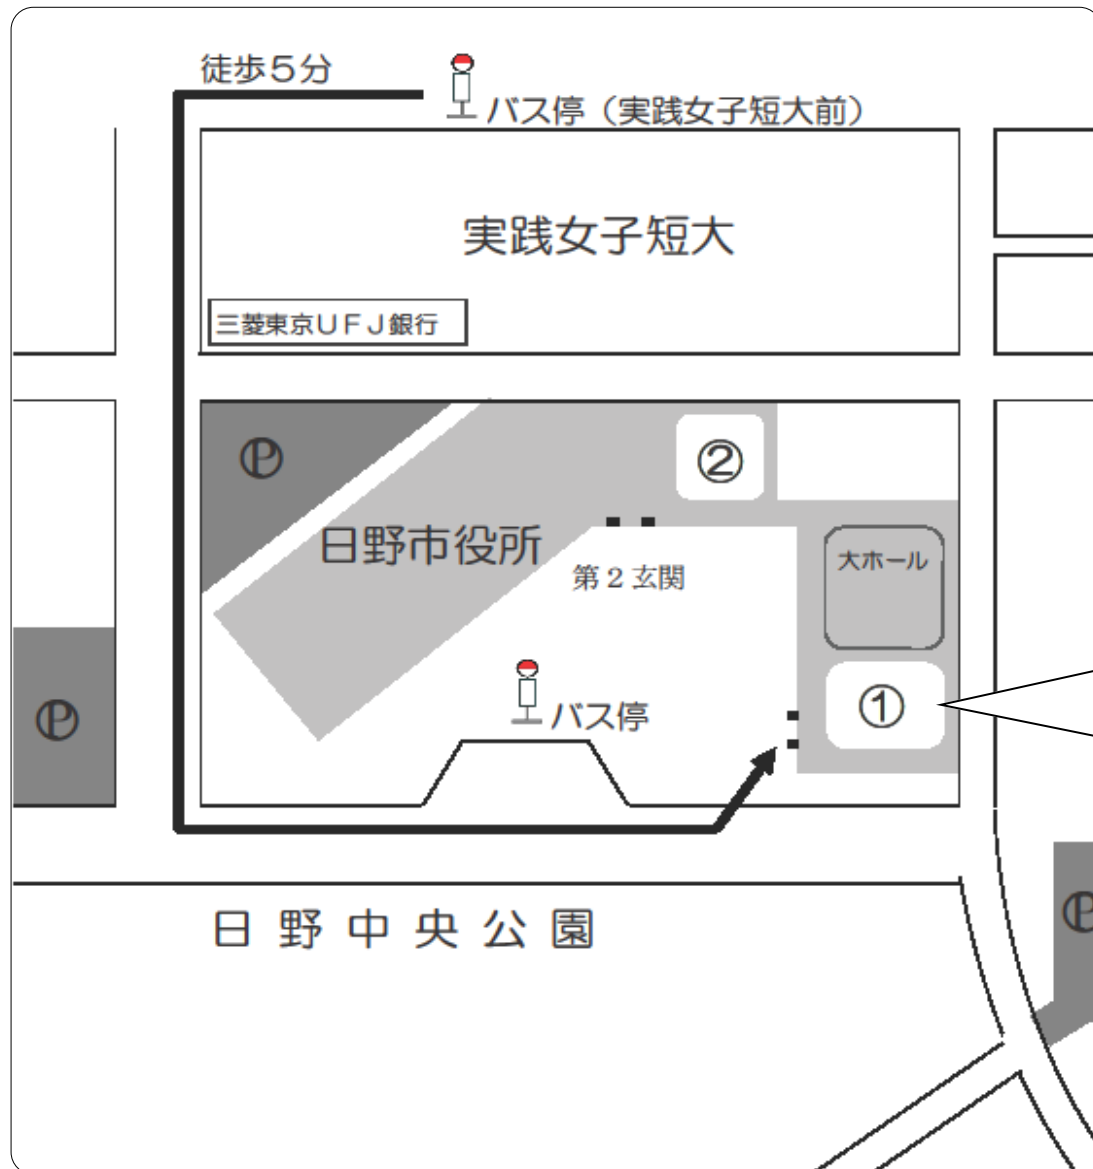 徒歩５分
バス停（実践女子短大前）
実践女子短大
三菱東京ＵＦＪ銀行
Ⓟ
②
日野市役所
大ホール
第２玄関
Ⓟ
バス停
①
Ⓟ
日野中央公園